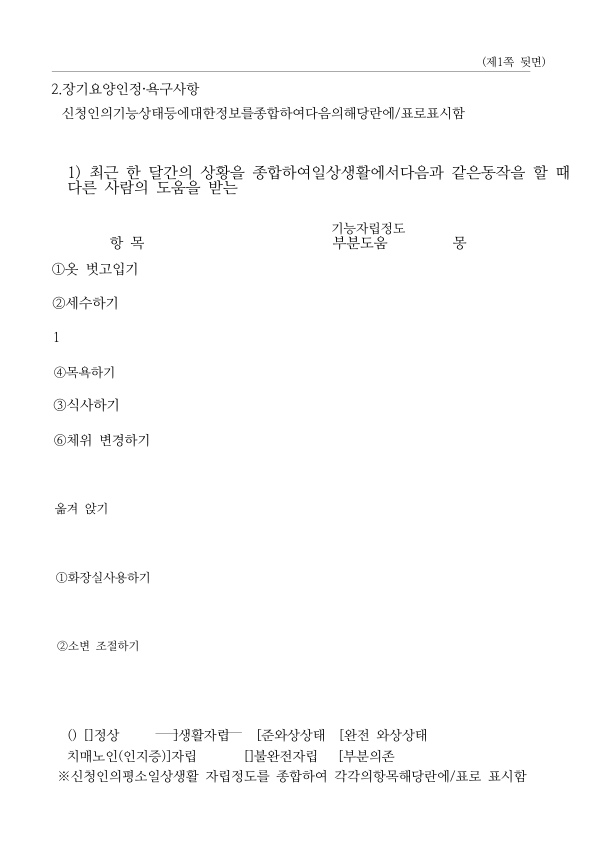 (제1쪽 뒷면)
2.장기요양인정·욕구사항
신청인의기능상태등에대한정보를종합하여다음의해당란에/표로표시함
1) 최근 한 달간의 상황을 종합하여일상생활에서다음과 같은동작을 할 때
다른 사람의 도움을 받는
기능자립정도
항 목 부분도움 몽
①옷 벗고입기
②세수하기
1
④목욕하기
③식사하기
⑥체위 변경하기
옮겨 앉기
①화장실사용하기
②소변 조절하기
() []정상 ―]생활자립― [준와상상태 [완전 와상상태
치매노인(인지증)]자립 []불완전자립 [부분의존
※신청인의평소일상생활 자립정도를 종합하여 각각의항목해당란에/표로 표시함